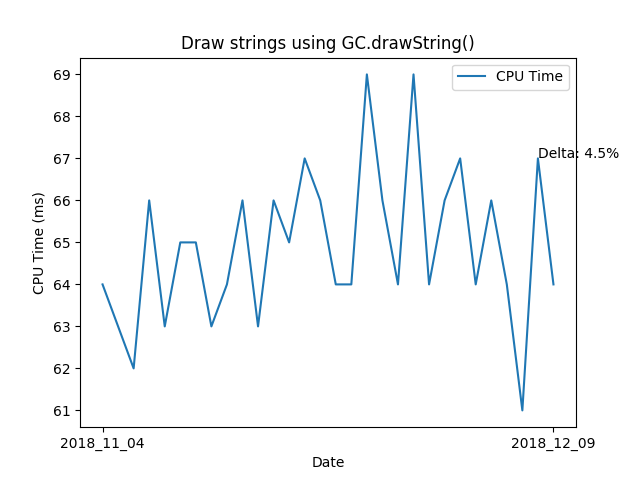 Draw strings using GC.drawString()
CPU Time
69
68
67
66
65
64
63
62
61
CPU Time (ms)
Delta: 4.5%
2018_11_04
2018_12_09
Date